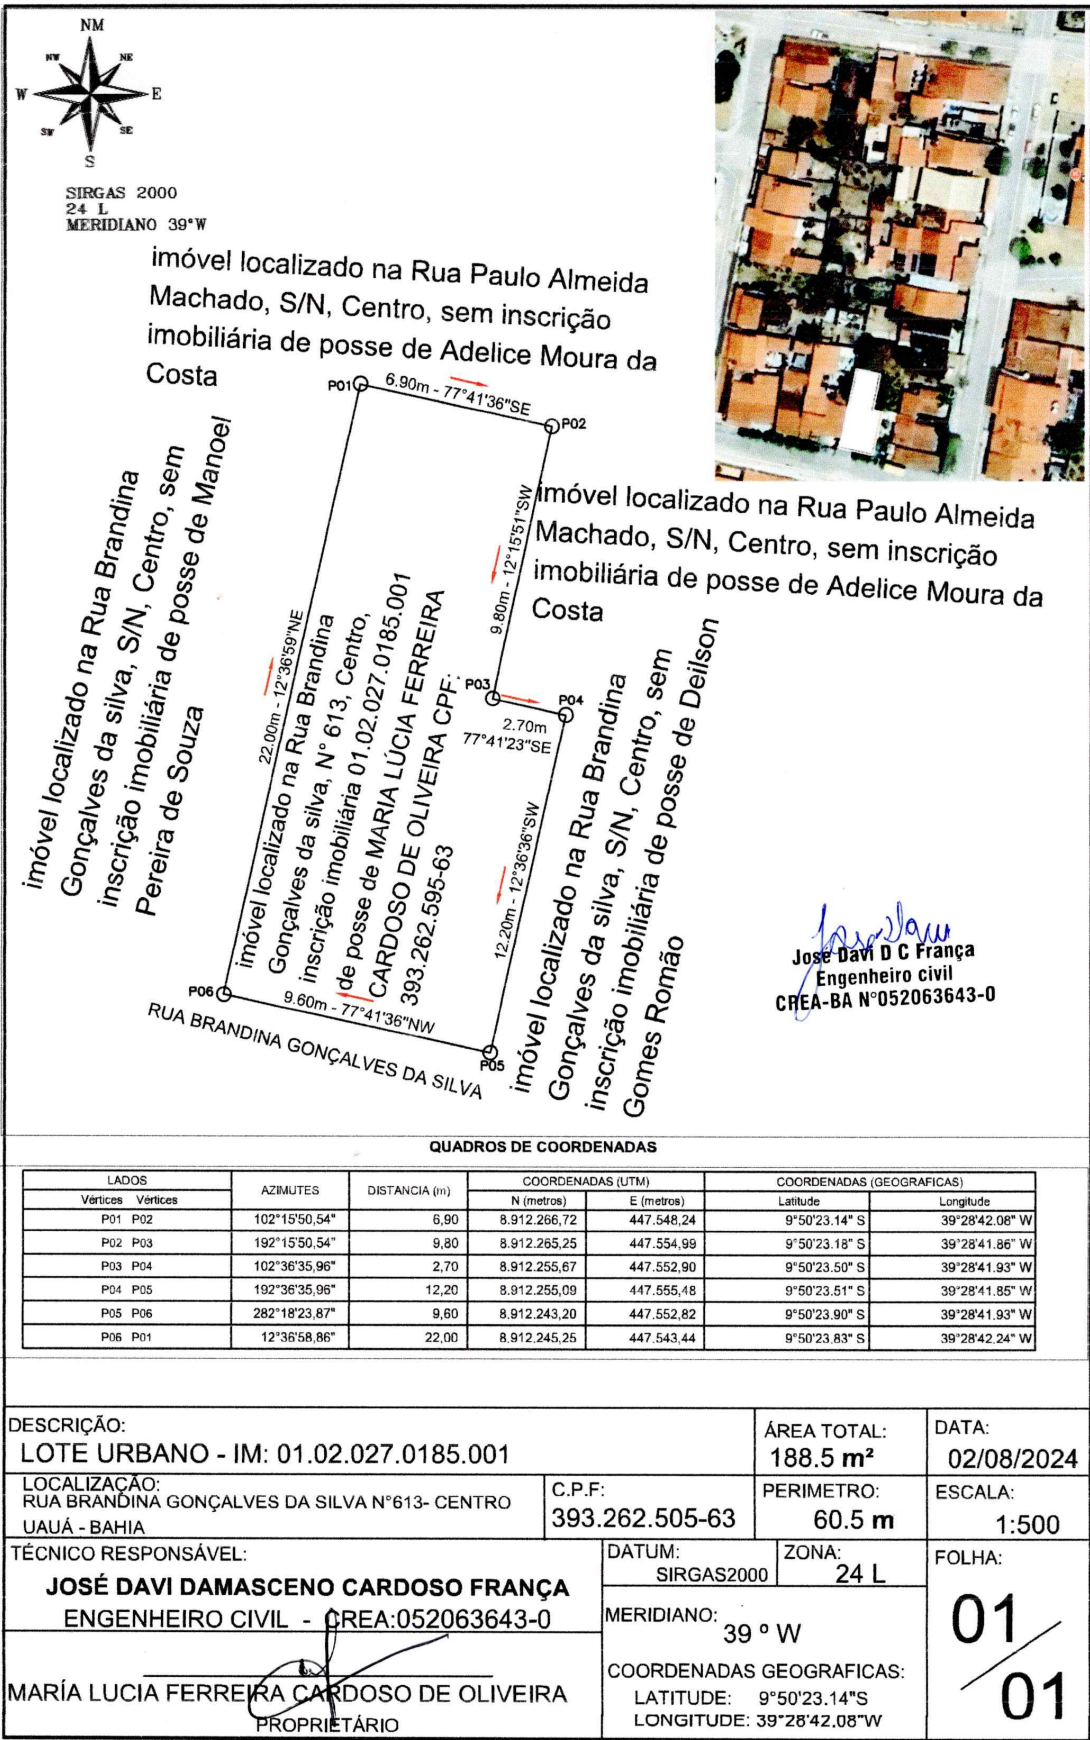 NM
NW
NE
W
E
SW
SE
S
SIRGAS 2000
24 L
MERIDIANO 39°W
imóvel localizado na Rua Paulo Almeida
Machado, S/N, Centro, sem inscrição
imobiliária de posse de Adelice Moura da
Costa
P01
6.90m - 77°41'36"SE
P02
imóvel localizado na Rua Brandina
Gonçalves da silva, S/N, Centro, sem
inscrição imobiliária de posse de Manoel
Pereira de Souza
imóvel localizado na Rua Paulo Almeida
Machado, S/N, Centro, sem inscrição
imobiliária de posse de Adelice Moura da
Costa
9.80m - 12°15'51"SW
22.00m - 12°36'59"NE
imóvel localizado na Rua Brandina
Gonçalves da silva, N° 613, Centro,
inscrição imobiliária 01.02.027.0185.001
de posse de MARIA LÚCIA FERREIRA
CARDOSO DE OLIVEIRA CPF:
393.262.595-63
P03
P04
2.70m
77°41'23"SE
12.20m - 12°36'36"SW
imóvel localizado na Rua Brandina
Gonçalves da silva, S/N, Centro, sem
inscrição imobiliária de posse de Deilson
Gomes Romão
P06
9.60m - 77°41'36"NW
P05
RUA BRANDINA GONÇALVES DA SILVA
José Davi D C França
Engenheiro civil
CREA-BA N°052063643-0
QUADROS DE COORDENADAS
LADOS AZIMUTES DISTANCIA (m) COORDENADAS (UTM) COORDENADAS (GEOGRAFICAS)
Vértices Vértices N (metros) E (metros) Latitude Longitude
P01 P02 102°15'50,54" 6,90 8.912.266,72 447.548,24 9°50'23.14" S 39°28'42.08" W
P02 P03 192°15'50,54" 9,80 8.912.265,25 447.554,99 9°50'23.18" S 39°28'41.86" W
P03 P04 102°36'35,96" 2,70 8.912.255,67 447.552,90 9°50'23.50" S 39°28'41.93" W
P04 P05 192°36'35,96" 12,20 8.912.255,09 447.555,48 9°50'23.51" S 39°28'41.85" W
P05 P06 282°18'23,87" 9,60 8.912.243,20 447.552,82 9°50'23.90" S 39°28'41.93" W
P06 P01 12°36'58,86" 22,00 8.912.245,25 447.543,44 9°50'23.83" S 39°28'42.24" W
DESCRIÇÃO:
LOTE URBANO - IM: 01.02.027.0185.001
ÁREA TOTAL:
188.5 m²
DATA:
02/08/2024
LOCALIZAÇÃO:
RUA BRANDINA GONÇALVES DA SILVA N°613- CENTRO
UAUÁ - BAHIA
C.P.F:
393.262.505-63
PERIMETRO:
60.5 m
ESCALA:
1:500
TÉCNICO RESPONSÁVEL:
JOSÉ DAVI DAMASCENO CARDOSO FRANÇA
ENGENHEIRO CIVIL - CREA:052063643-0
DATUM:
SIRGAS2000
ZONA:
24 L
FOLHA:
01
01
MERIDIANO:
39 ° W
COORDENADAS GEOGRAFICAS:
LATITUDE: 9°50'23.14"S
LONGITUDE: 39°28'42.08"W
MARÍA LUCIA FERREIRA CARDOSO DE OLIVEIRA
PROPRIETÁRIO